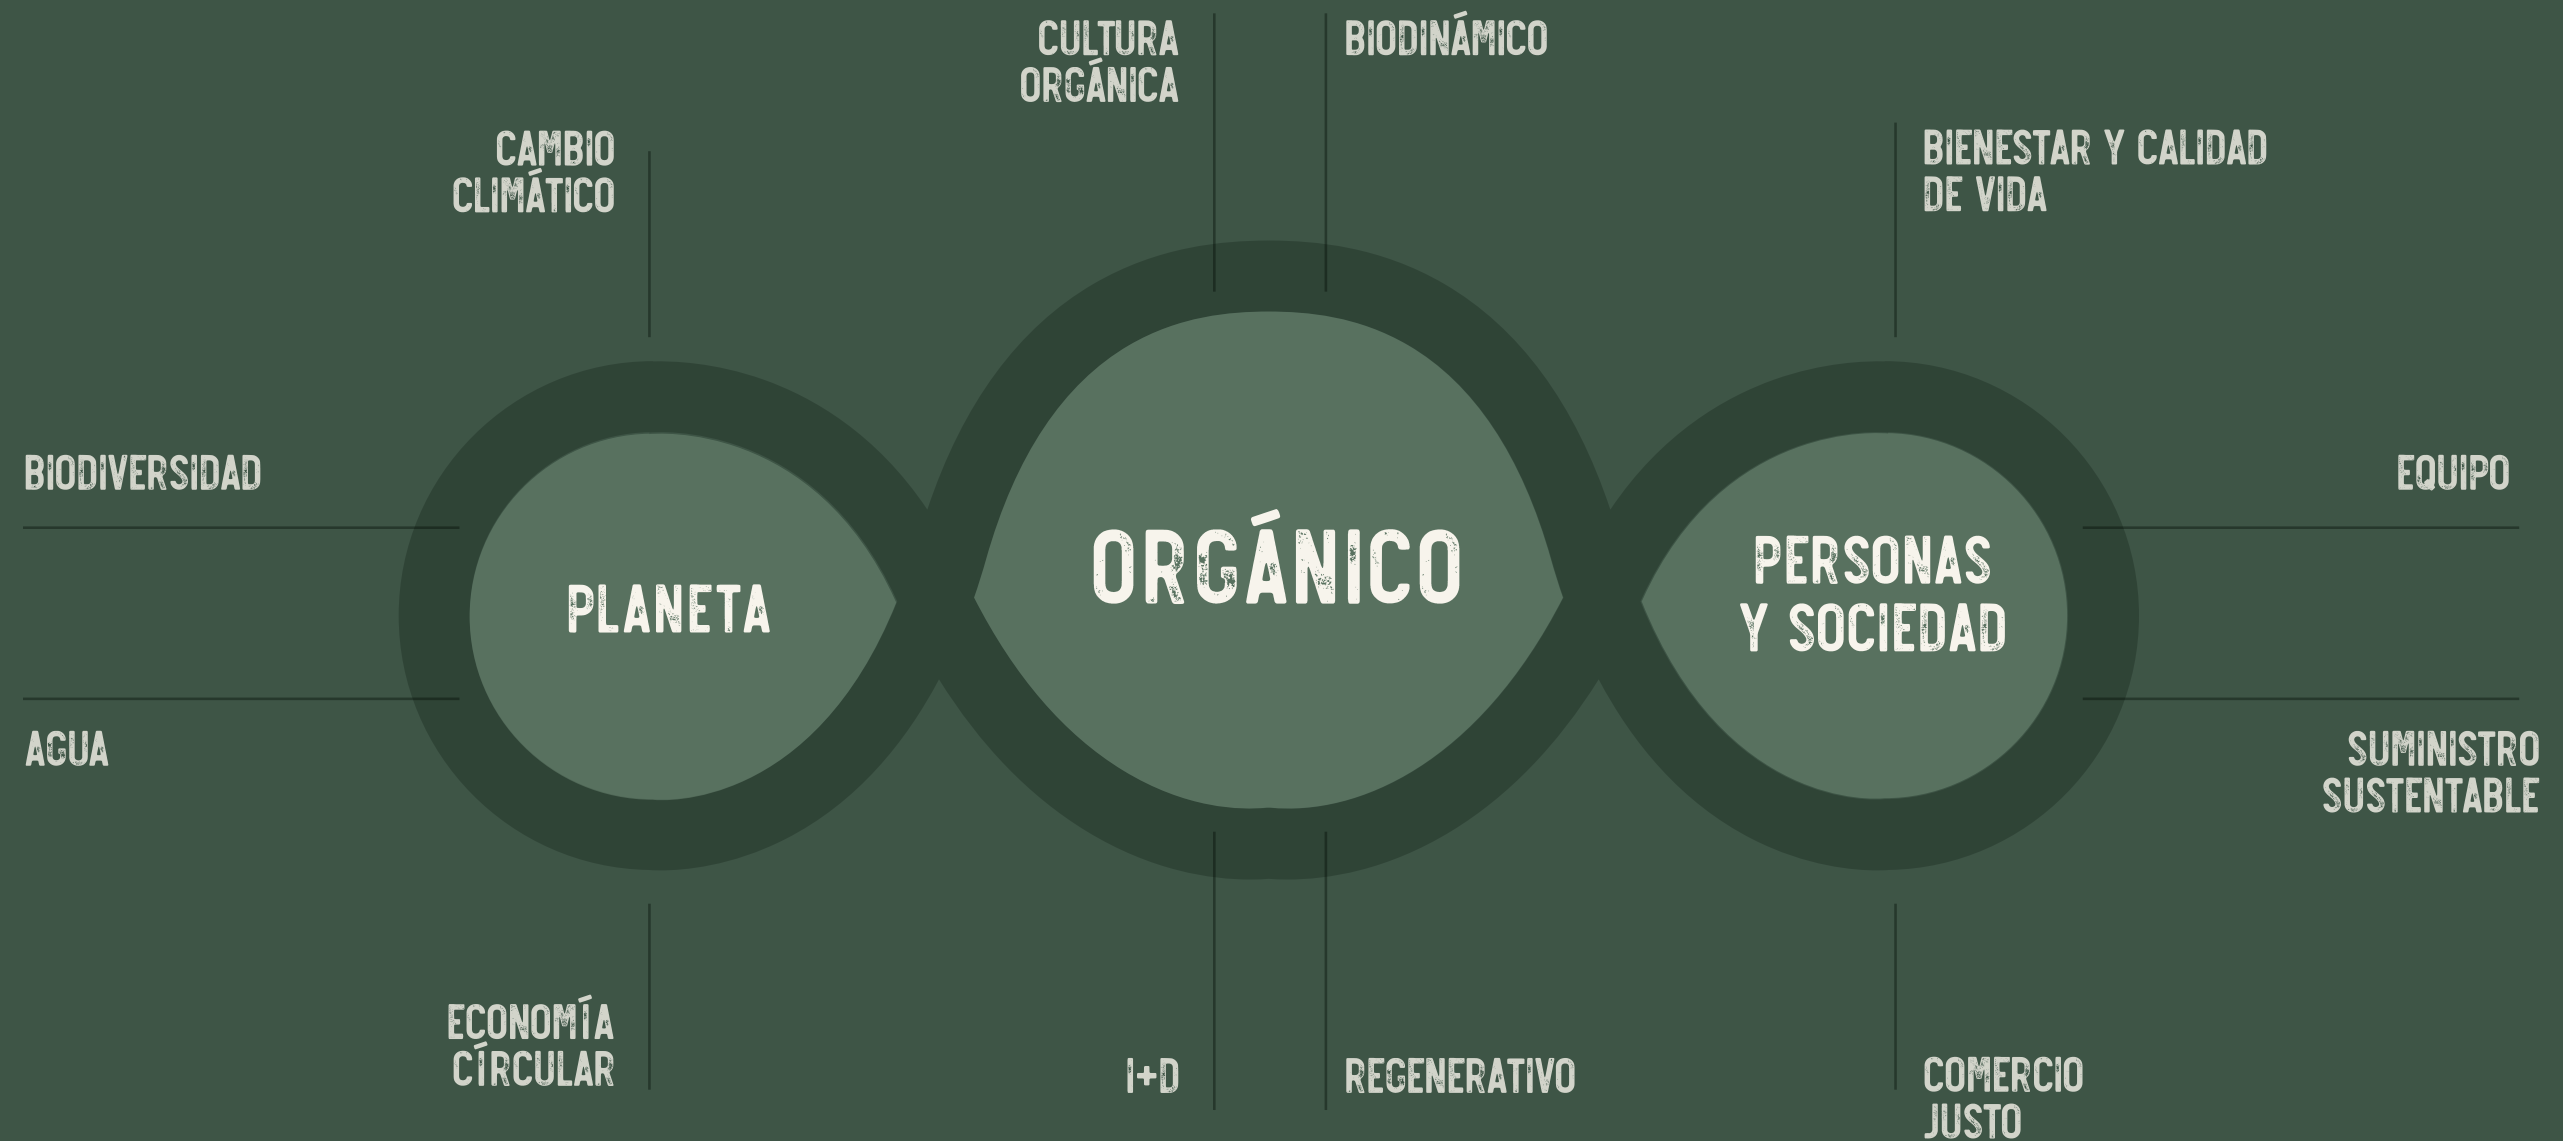 CULTURA
ORGÁNICA
BIODINÁMICO
CAMBIO
CLIMÁTICO
BIENESTAR Y CALIDAD
DE VIDA
BIODIVERSIDAD
EQUIPO
PLANETA
ORGÁNICO
PERSONAS
Y SOCIEDAD
AGUA
SUMINISTRO
SUSTENTABLE
ECONOMÍA
CÍRCULAR
I+D
REGENERATIVO
COMERCIO
JUSTO